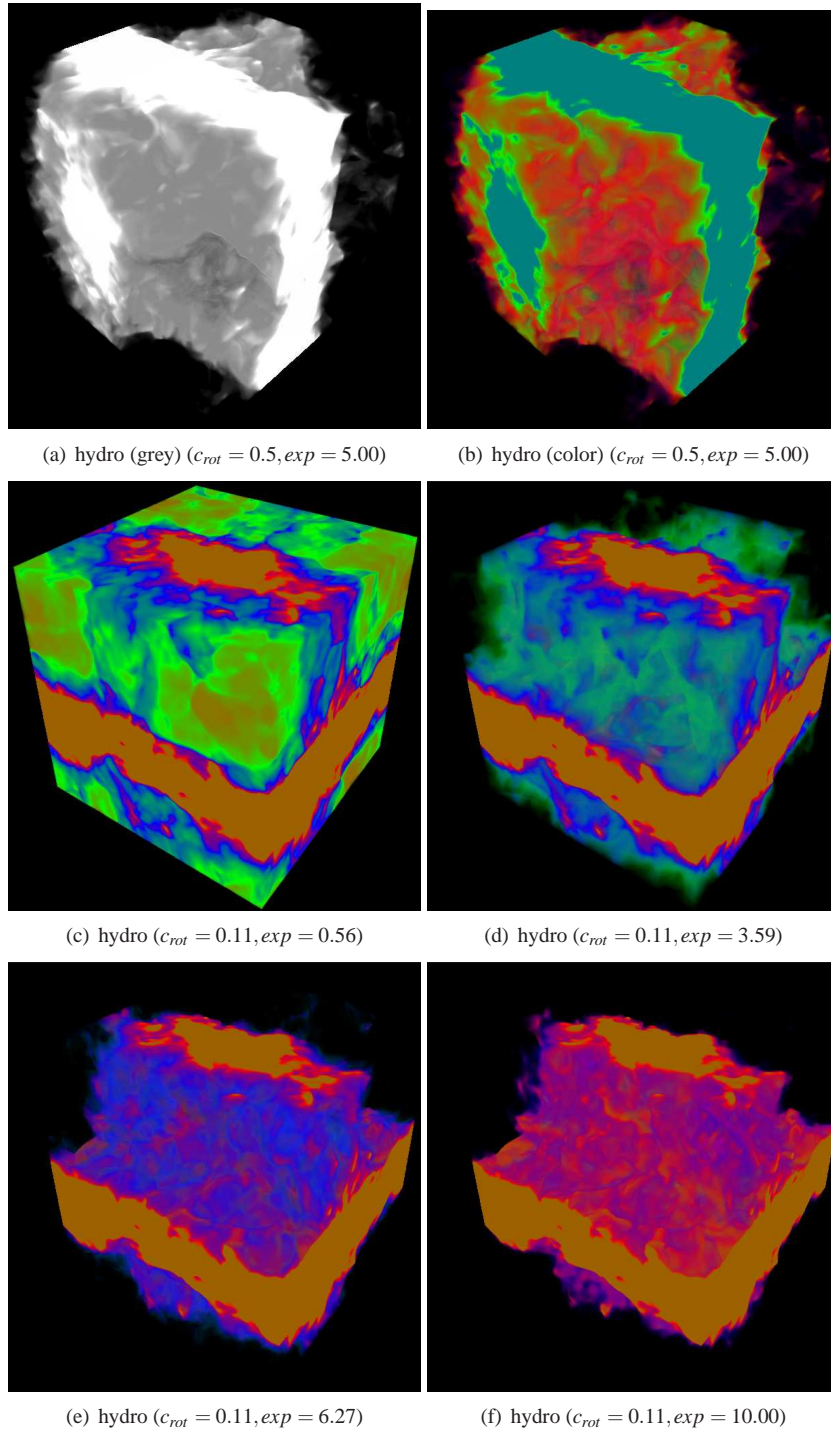 (a) hydro (grey) (c_rot = 0.5, exp = 5.00)
(b) hydro (color) (c_rot = 0.5, exp = 5.00)
(c) hydro (c_rot = 0.11, exp = 0.56)
(d) hydro (c_rot = 0.11, exp = 3.59)
(e) hydro (c_rot = 0.11, exp = 6.27)
(f) hydro (c_rot = 0.11, exp = 10.00)